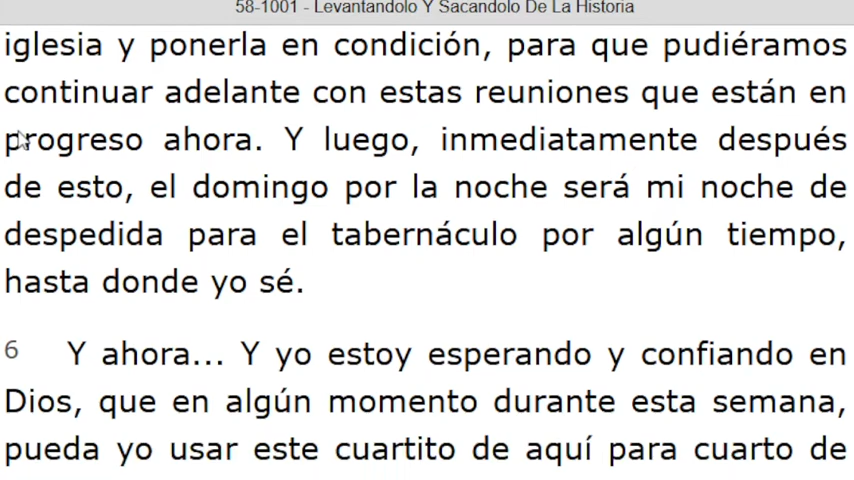 58-1001 - Levantandolo Y Sacandolo De La Historia
iglesia y ponerla en condición, para que pudiéramos
continuar adelante con estas reuniones que están en
progreso ahora. Y luego, inmediatamente después
de esto, el domingo por la noche será mi noche de
despedida para el tabernáculo por algún tiempo,
hasta donde yo sé.
6 Y ahora... Y yo estoy esperando y confiando en
Dios, que en algún momento durante esta semana,
pueda yo usar este cuartito de aquí para cuarto de